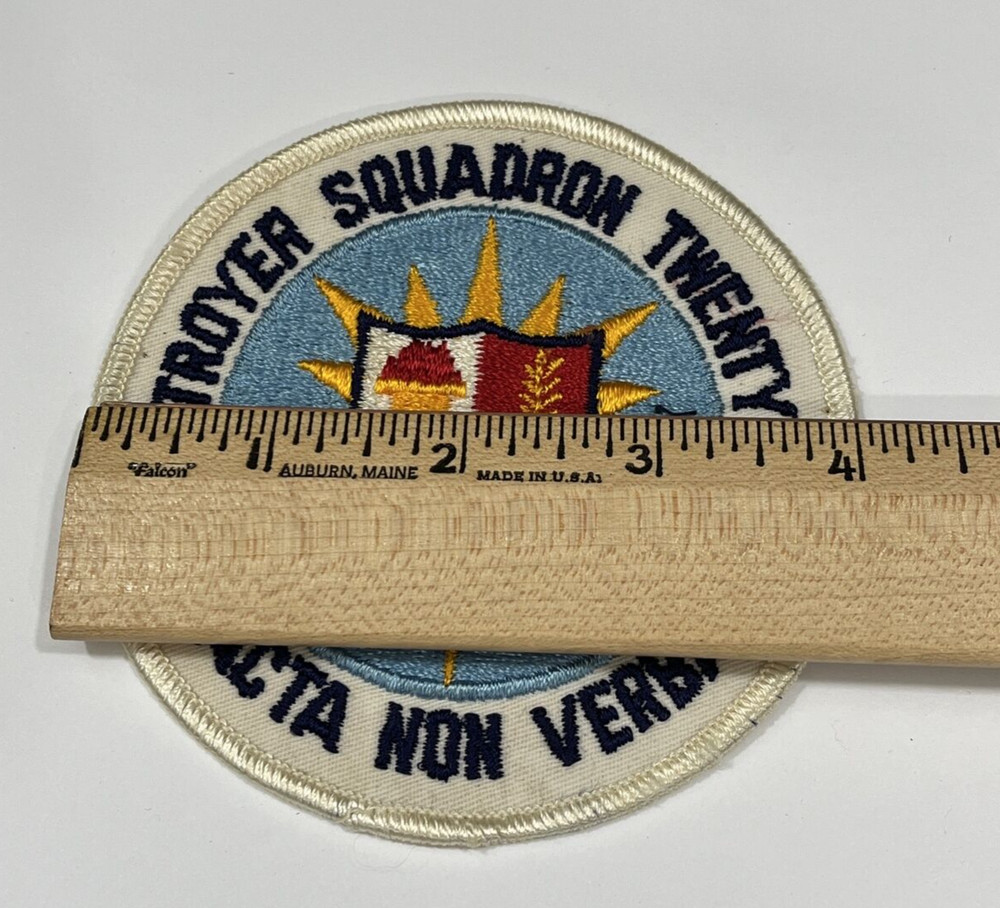 TROYER SQUADRON TWENTY
1 2 3 4
"Falcon" AUBURN, MAINE MADE IN U.S.A.
CTA NON VERB